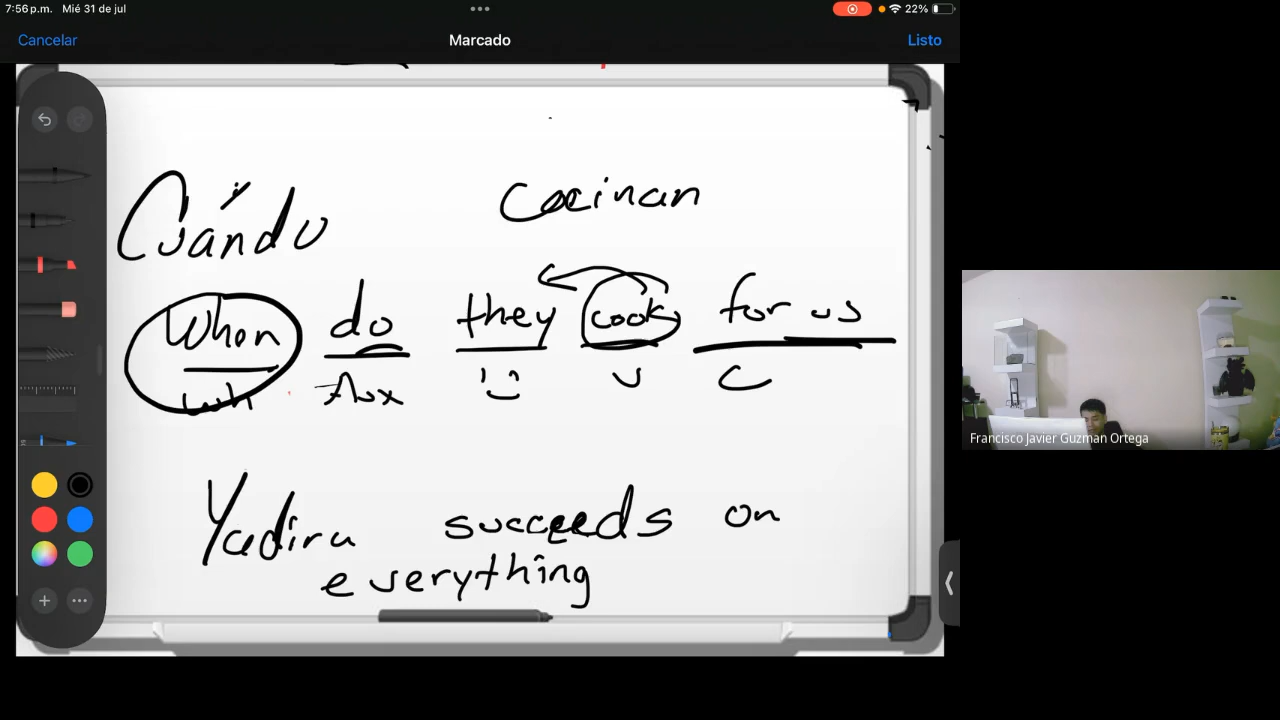 7:56 p.m. Mié 31 de jul
22%
Cancelar
Marcado
Listo
Cuándo cocinan
When do they cook for us
Wh Aux V C
Yadira succeeds on
everything
Francisco Javier Guzman Ortega